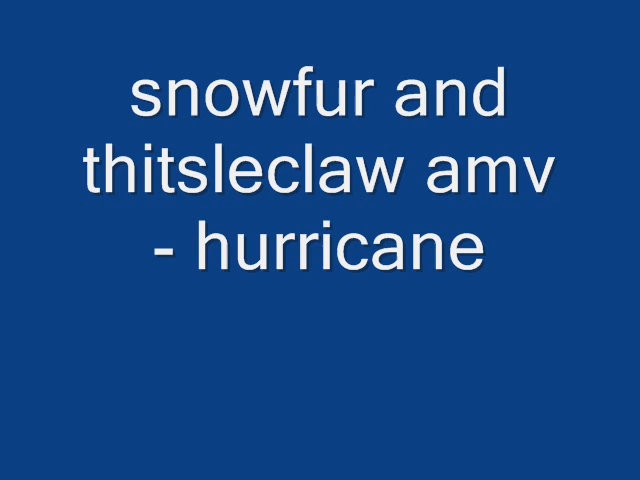 snowfur and
thitsleclaw amv
- hurricane